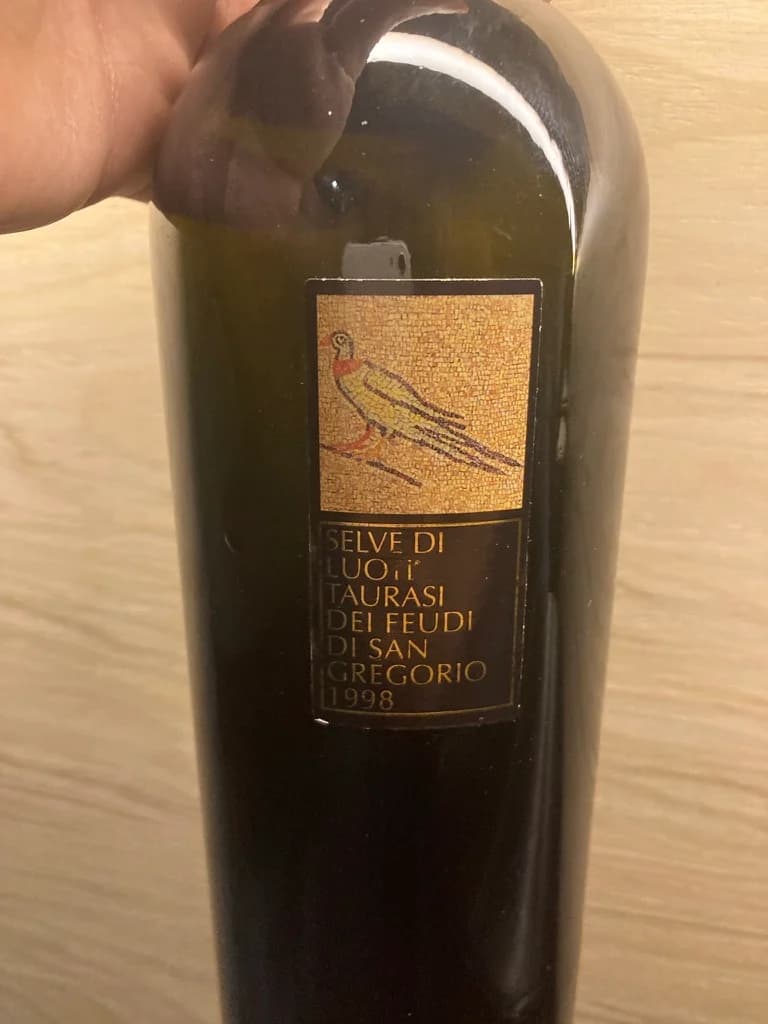 SELVE DI
TAURASI
DEI FEUDI
DI SAN
GREGORIO
1998